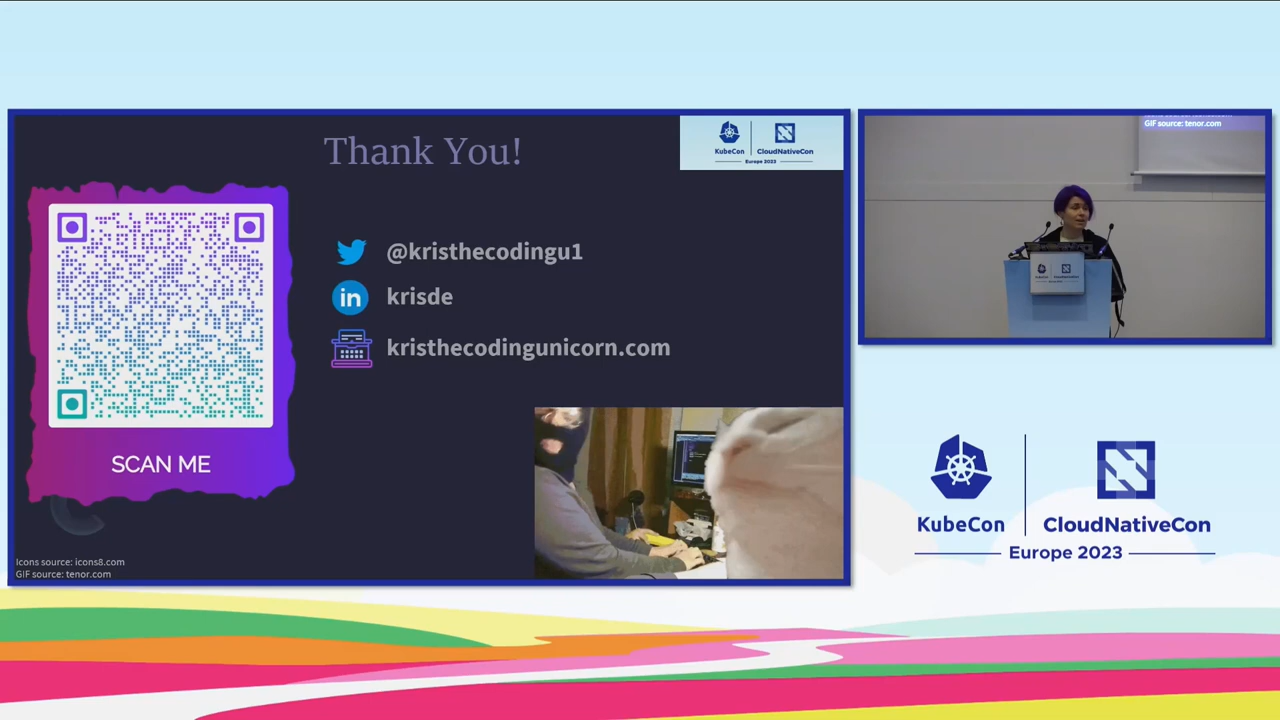 Thank You!
KubeCon
CloudNativeCon
Europe 2023
@kristhecodingu1
krisde
kristhecodingunicorn.com
SCAN ME
Icons source: icons8.com
GIF source: tenor.com
GIF source: tenor.com
KubeCon
CloudNativeCon
Europe 2023